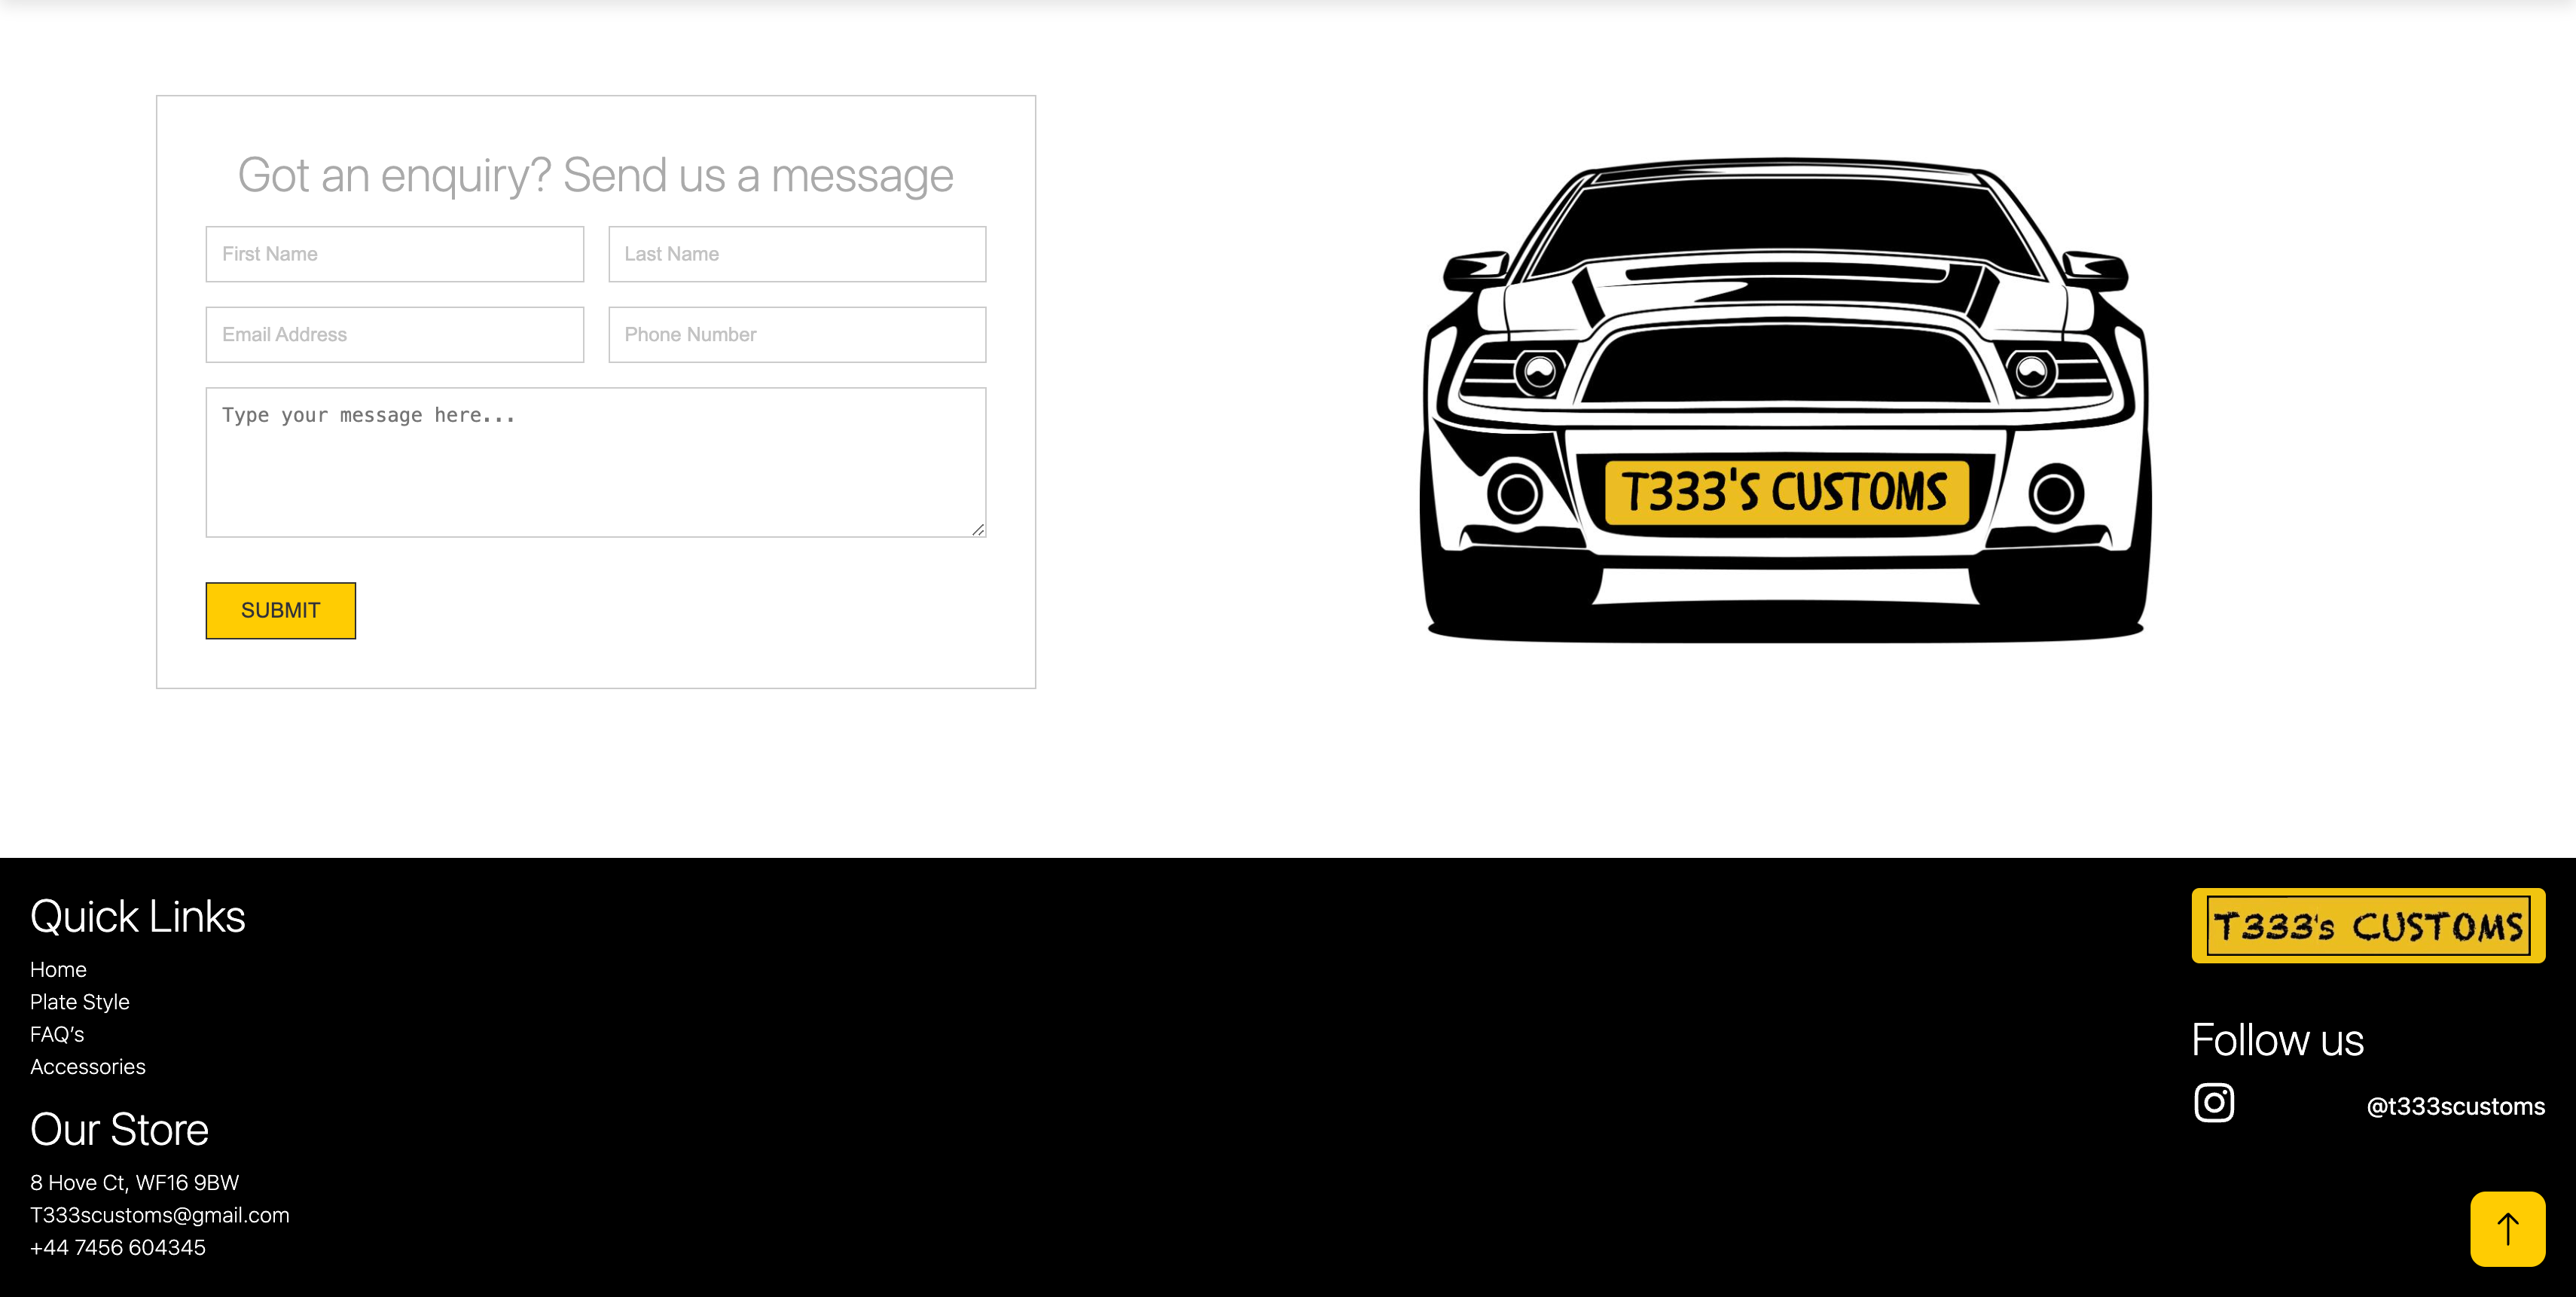 Got an enquiry? Send us a message
First Name
Last Name
Email Address
Phone Number
Type your message here...
SUBMIT
T333'S CUSTOMS
Quick Links
Home
Plate Style
FAQ’s
Accessories
Our Store
8 Hove Ct, WF16 9BW
T333scustoms@gmail.com
+44 7456 604345
T333's CUSTOMS
Follow us
@t333scustoms